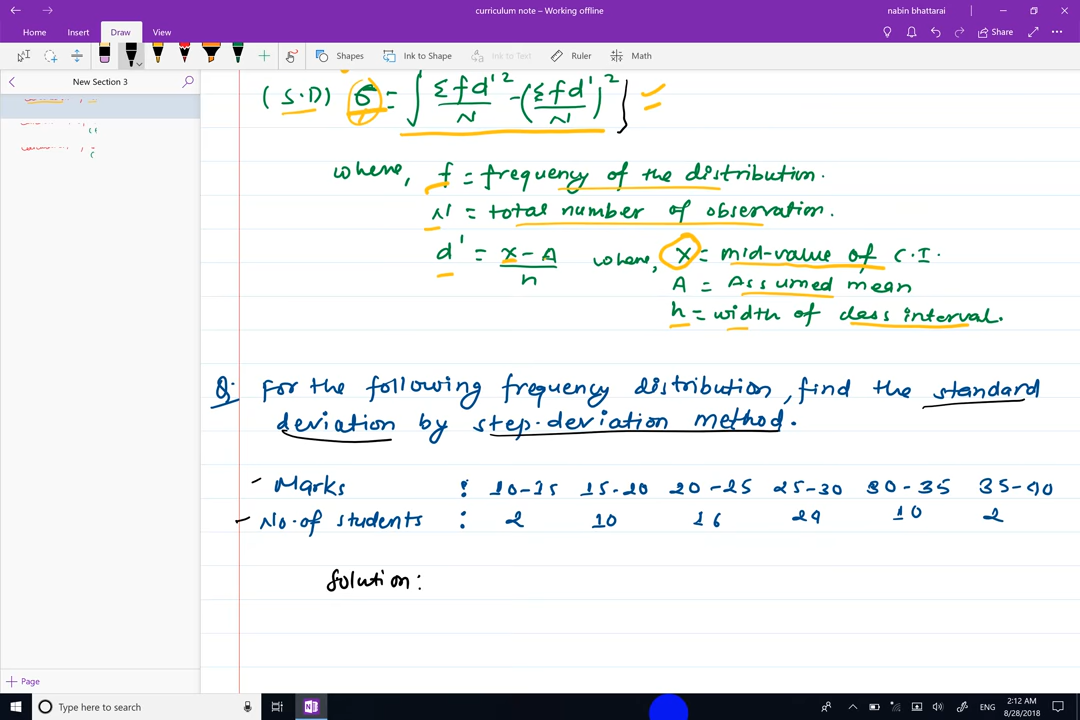 curriculum note – Working offline
nabin bhattarai
Home Insert Draw View
Share
Shapes Ink to Shape Ink to Text Ruler Math
New Section 3
(S.D) σ = √{Σfd'²/N - (Σfd'/N)²} =
where, f = frequency of the distribution.
N = total number of observation.
d' = x-A/h where, x = mid-value of C.I.
A = Assumed mean
h = width of class interval.
Q: For the following frequency distribution, find the standard
deviation by step-deviation method.
Marks : 10-15 15-20 20-25 25-30 30-35 35-40
No. of students : 2 10 16 24 10 2
Solution:
Page
Type here to search
ENG
2:12 AM
8/28/2018